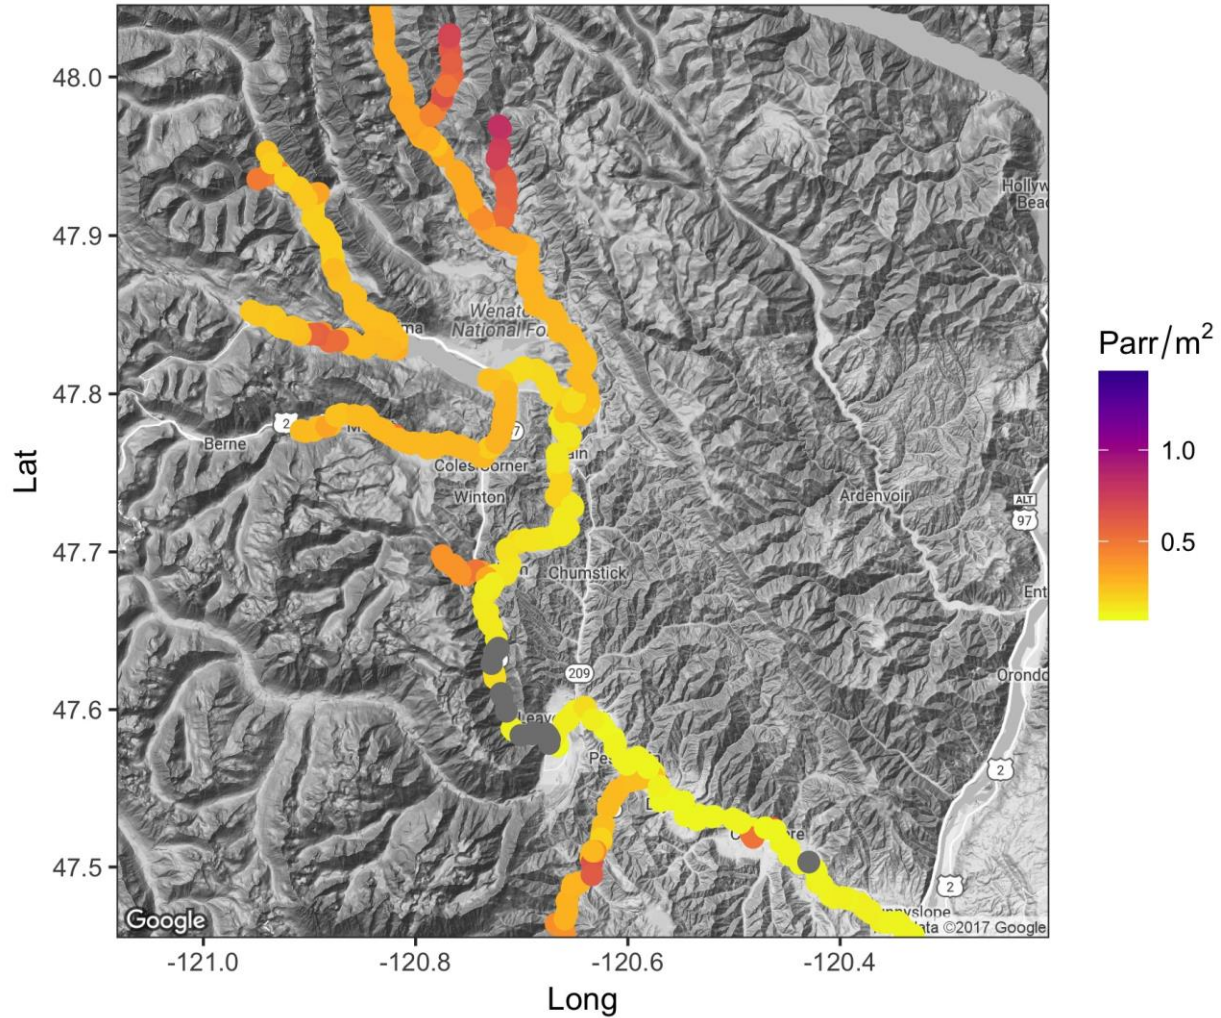 48.0
47.9
47.8
47.7
47.6
47.5
Lat
-121.0
-120.8
-120.6
-120.4
Long
Parr/m²
1.0
0.5
Hollyw
Beac
Wenatc
National Fo
2
Berne
Coles Corner
Winton
Ardenvoir
ALT
97
Chumstick
Ent
209
Orondo
Leav
2
Pes
2
nnyslope
Google
ata ©2017 Google